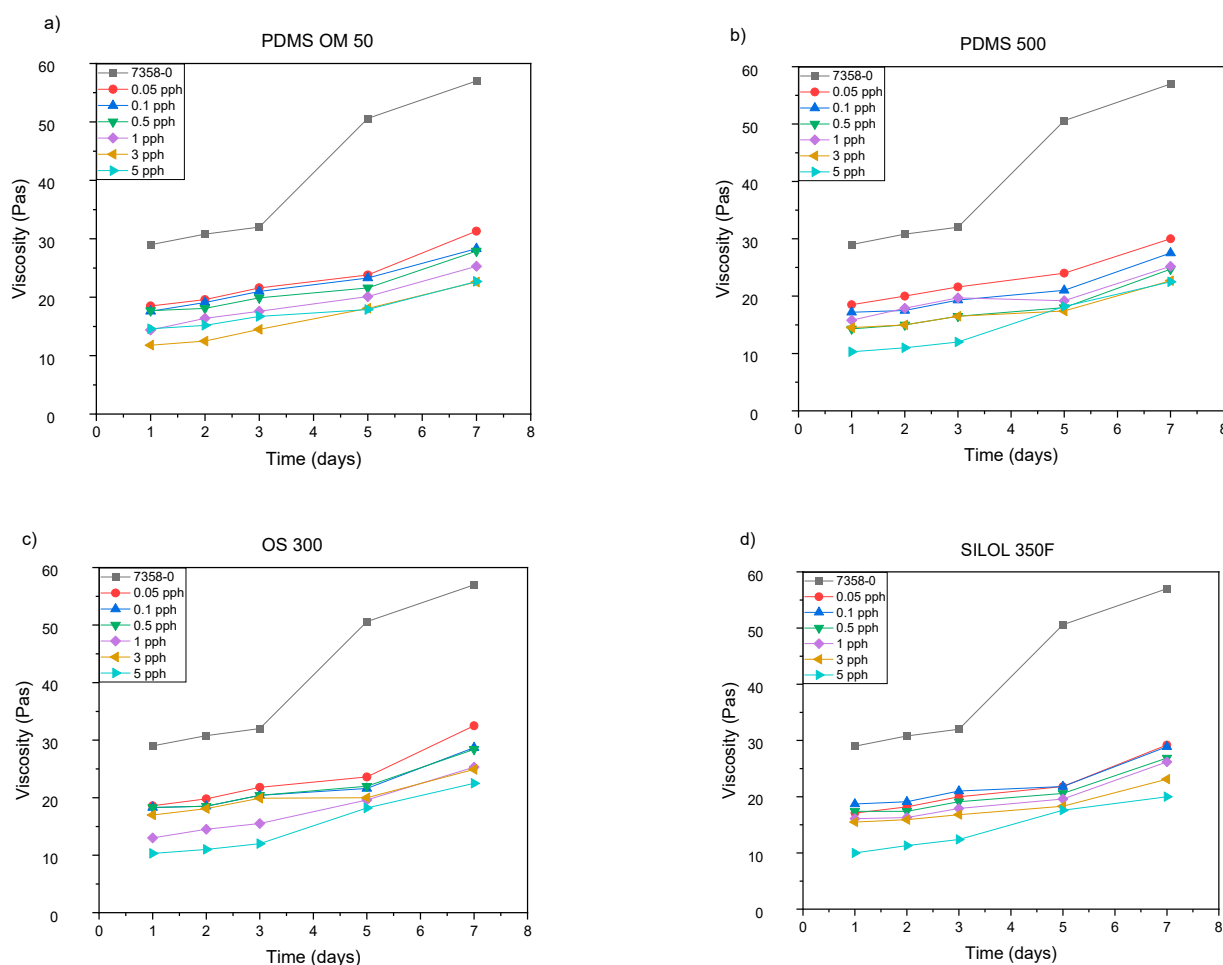 a)
PDMS OM 50
60
50
40
30
20
10
0
Viscosity (Pas)
7358-0
0.05 pph
0.1 pph
0.5 pph
1 pph
3 pph
5 pph
0 1 2 3 4 5 6 7 8
Time (days)
b)
PDMS 500
60
50
40
30
20
10
0
Viscosity (Pas)
7358-0
0.05 pph
0.1 pph
0.5 pph
1 pph
3 pph
5 pph
0 1 2 3 4 5 6 7 8
Time (days)
c)
OS 300
60
50
40
30
20
10
0
Viscosity (Pas)
7358-0
0.05 pph
0.1 pph
0.5 pph
1 pph
3 pph
5 pph
0 1 2 3 4 5 6 7 8
Time (days)
d)
SILOL 350F
60
50
40
30
20
10
0
Viscosity (Pas)
7358-0
0.05 pph
0.1 pph
0.5 pph
1 pph
3 pph
5 pph
0 1 2 3 4 5 6 7 8
Time (days)